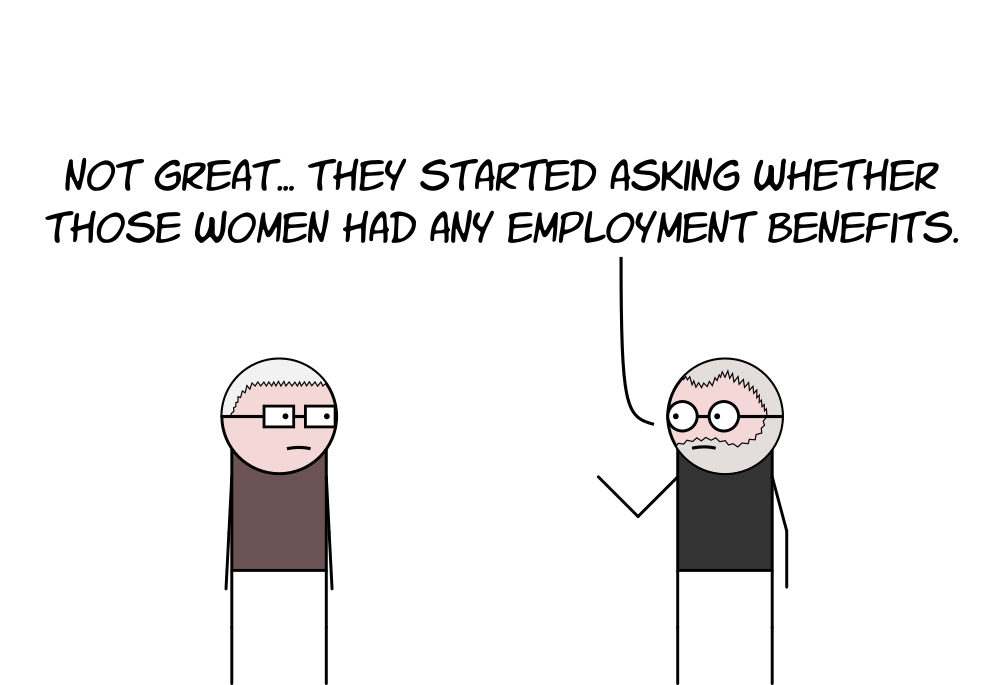 NOT GREAT... THEY STARTED ASKING WHETHER
THOSE WOMEN HAD ANY EMPLOYMENT BENEFITS.